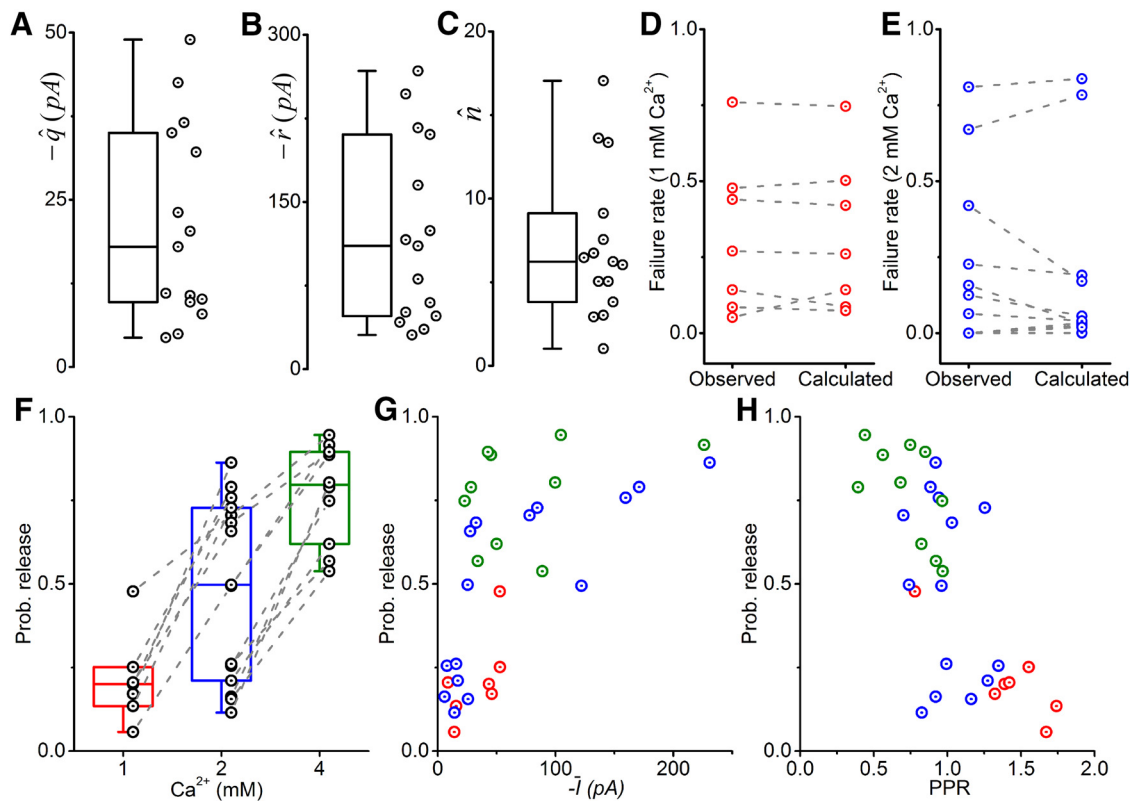 A
−q̂ (pA)
50
25
0
B
−r̂ (pA)
300
150
0
C
n̂
20
10
0
D
Failure rate (1 mM Ca²⁺)
1.0
0.5
0.0
Observed Calculated
E
Failure rate (2 mM Ca²⁺)
1.0
0.5
0.0
Observed Calculated
F
Prob. release
1.0
0.5
0.0
1 2 4
Ca²⁺ (mM)
G
Prob. release
1.0
0.5
0.0
0 100 200
-Ī (pA)
H
Prob. release
1.0
0.5
0.0
0.0 0.5 1.0 1.5 2.0
PPR